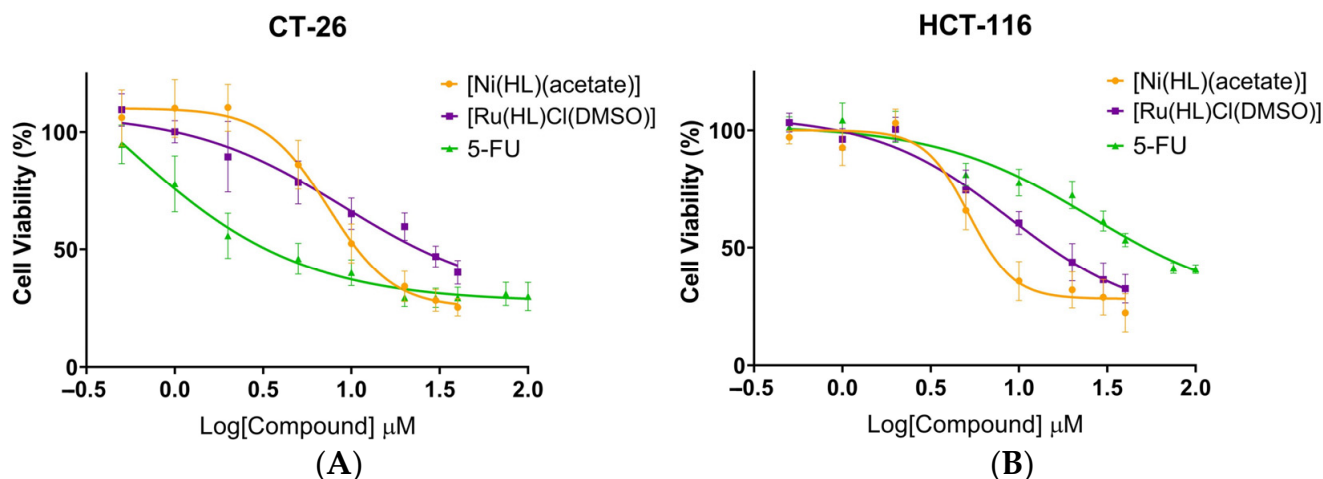 CT-26
[Ni(HL)(acetate)]
[Ru(HL)Cl(DMSO)]
5-FU
Cell Viability (%)
100
50
0
–0.5 0.0 0.5 1.0 1.5 2.0
Log[Compound] μM
(A)
HCT-116
[Ni(HL)(acetate)]
[Ru(HL)Cl(DMSO)]
5-FU
Cell Viability (%)
100
50
0
–0.5 0.0 0.5 1.0 1.5 2.0
Log[Compound] μM
(B)